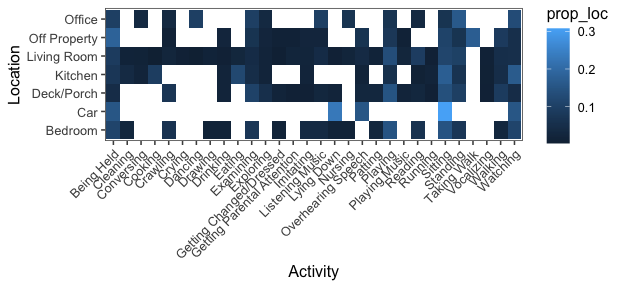 prop_loc
0.3
0.2
0.1
Location
Office
Off Property
Living Room
Kitchen
Deck/Porch
Car
Bedroom
Being Held
Cleaning
Conversing
Cooking
Crawling
Crying
Dancing
Drawing
Drinking
Eating
Examining
Exploring
Getting Changed/Dressed
Getting Parental Attention
Imitating
Listening Music
Lying Down
Nursing
Overhearing Speech
Patting
Playing
Playing Music
Reading
Running
Sitting
Standing
Taking Walk
Vocalizing
Walking
Watching
Activity